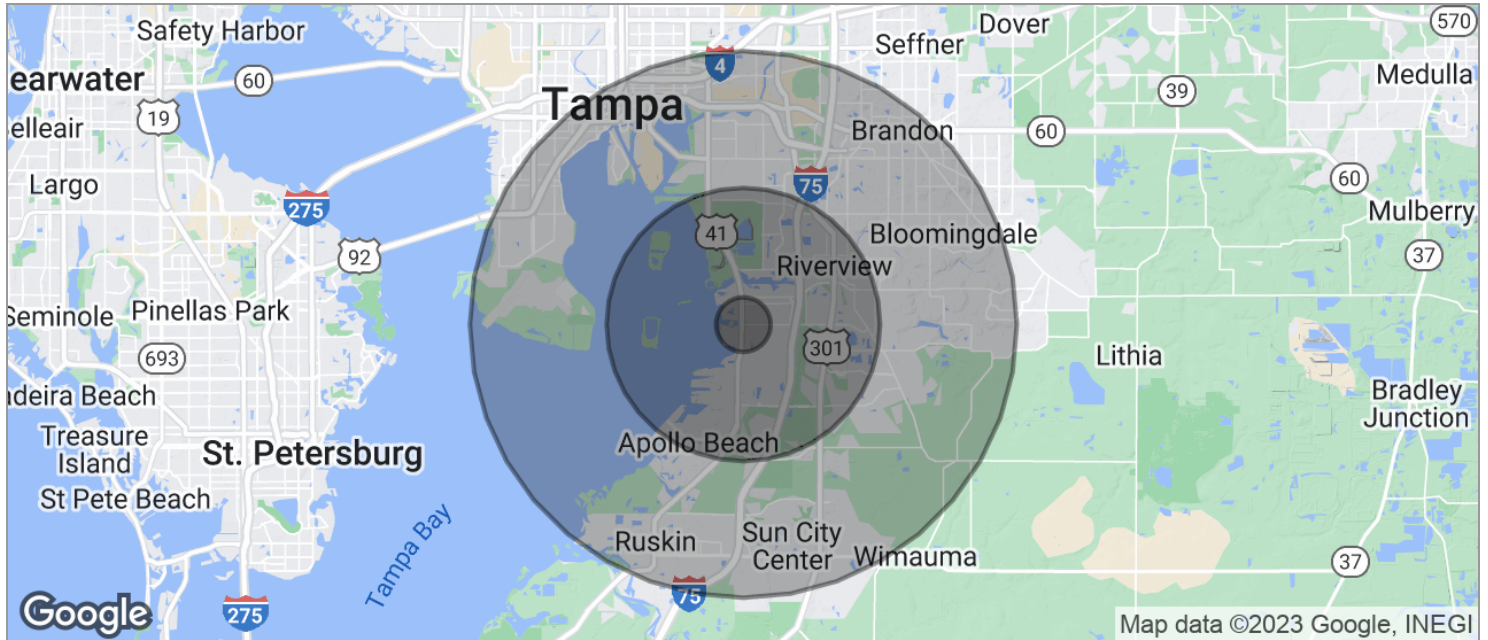 Safety Harbor
Dover
570
Seffner
4
Medulla
earwater
60
39
19
Tampa
elleair
Brandon
60
Largo
75
60
275
Mulberry
41
Bloomingdale
92
37
Riverview
Seminole
Pinellas Park
301
693
Lithia
adeira Beach
Bradley
Junction
Treasure
Island
Apollo Beach
St. Petersburg
St Pete Beach
Tampa Bay
Ruskin
Sun City
Center
Wimauma
37
75
Google
275
Map data ©2023 Google, INEGI